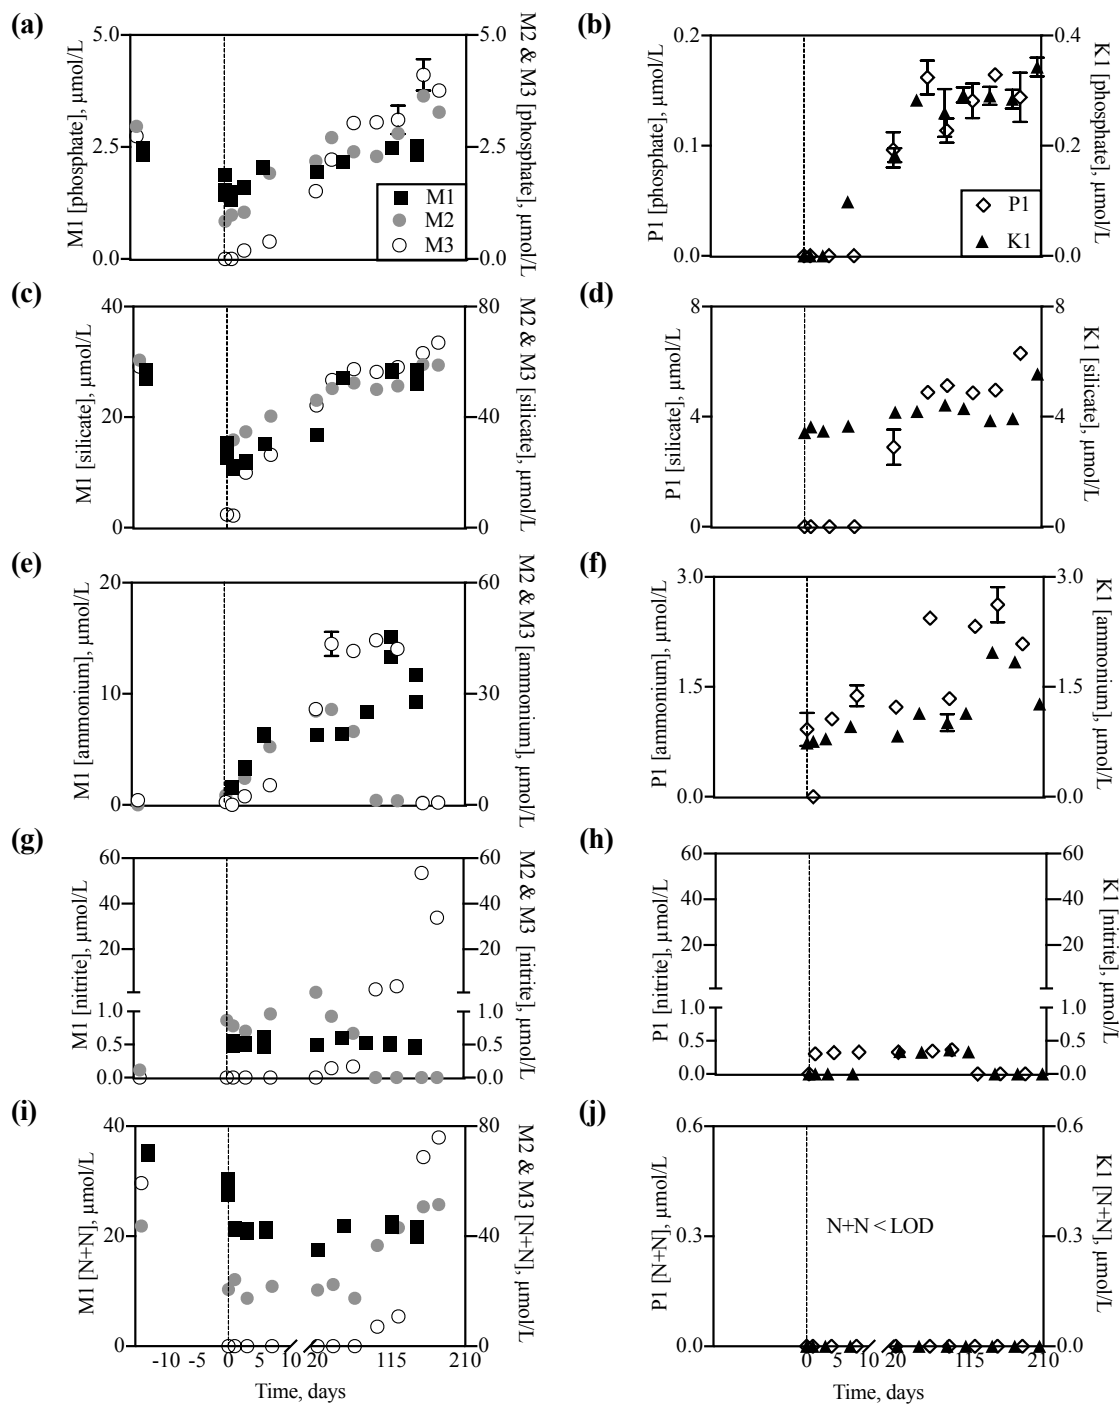 (a)
M1 [phosphate], μmol/L
5.0
2.5
0.0
5.0
2.5
0.0
M2 & M3 [phosphate], μmol/L
M1
M2
M3
(b)
P1 [phosphate], μmol/L
0.2
0.1
0.0
0.4
0.2
0.0
K1 [phosphate], μmol/L
P1
K1
(c)
M1 [silicate], μmol/L
40
20
0
80
40
0
M2 & M3 [silicate], μmol/L
(d)
P1 [silicate], μmol/L
8
4
0
8
4
0
K1 [silicate], μmol/L
(e)
M1 [ammonium], μmol/L
20
10
0
60
30
0
M2 & M3 [ammonium], μmol/L
(f)
P1 [ammonium], μmol/L
3.0
1.5
0.0
3.0
1.5
0.0
K1 [ammonium], μmol/L
(g)
M1 [nitrite], μmol/L
60
40
20
1.0
0.5
0.0
60
40
20
1.0
0.5
0.0
M2 & M3 [nitrite], μmol/L
(h)
P1 [nitrite], μmol/L
60
40
20
1.0
0.5
0.0
60
40
20
1.0
0.5
0.0
K1 [nitrite], μmol/L
(i)
M1 [N+N], μmol/L
40
20
0
80
40
0
M2 & M3 [N+N], μmol/L
-10 -5 0 5 10 20 115 210
Time, days
(j)
P1 [N+N], μmol/L
0.6
0.3
0.0
N+N < LOD
0.6
0.3
0.0
K1 [N+N], μmol/L
0 5 10 20 115 210
Time, days